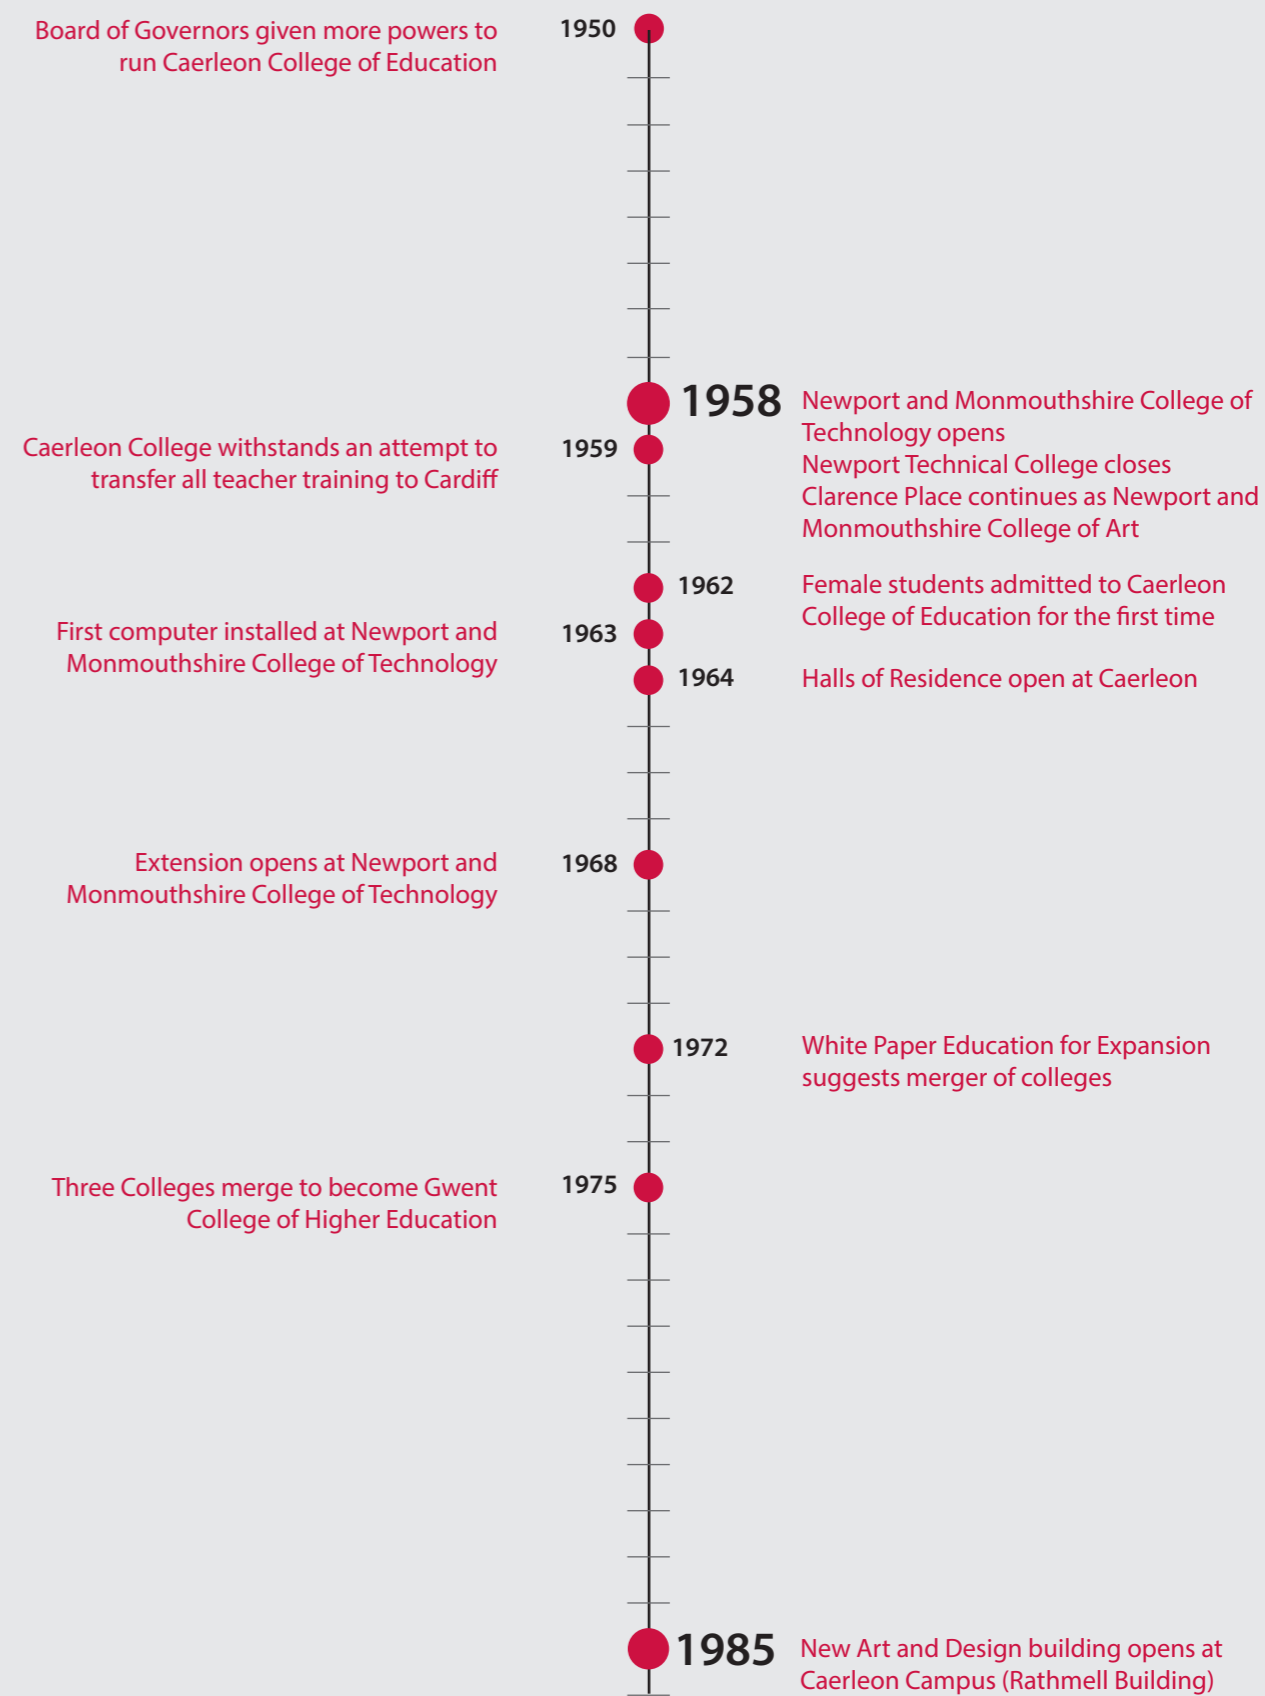 Board of Governors given more powers to
run Caerleon College of Education
1950
1958
Newport and Monmouthshire College of
Technology opens
Newport Technical College closes
Clarence Place continues as Newport and
Monmouthshire College of Art
Caerleon College withstands an attempt to
transfer all teacher training to Cardiff
1959
1962
Female students admitted to Caerleon
College of Education for the first time
First computer installed at Newport and
Monmouthshire College of Technology
1963
1964
Halls of Residence open at Caerleon
Extension opens at Newport and
Monmouthshire College of Technology
1968
1972
White Paper Education for Expansion
suggests merger of colleges
Three Colleges merge to become Gwent
College of Higher Education
1975
1985
New Art and Design building opens at
Caerleon Campus (Rathmell Building)